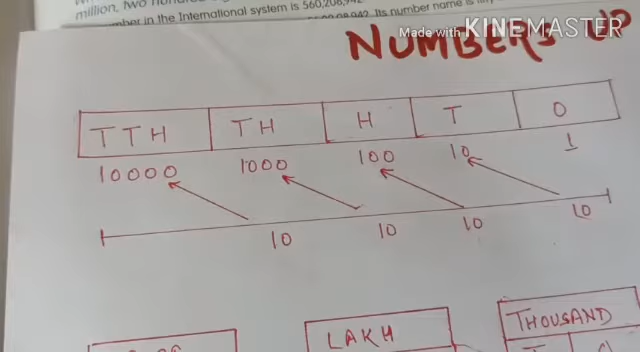 million, two
number in the International system is 560,208,942
Its number name is
Made with KINEMASTER
NUMBERS UP
TTH TH H T O
10000 1000 100 10 1
10 10 10 10
LAKH THOUSAND
T